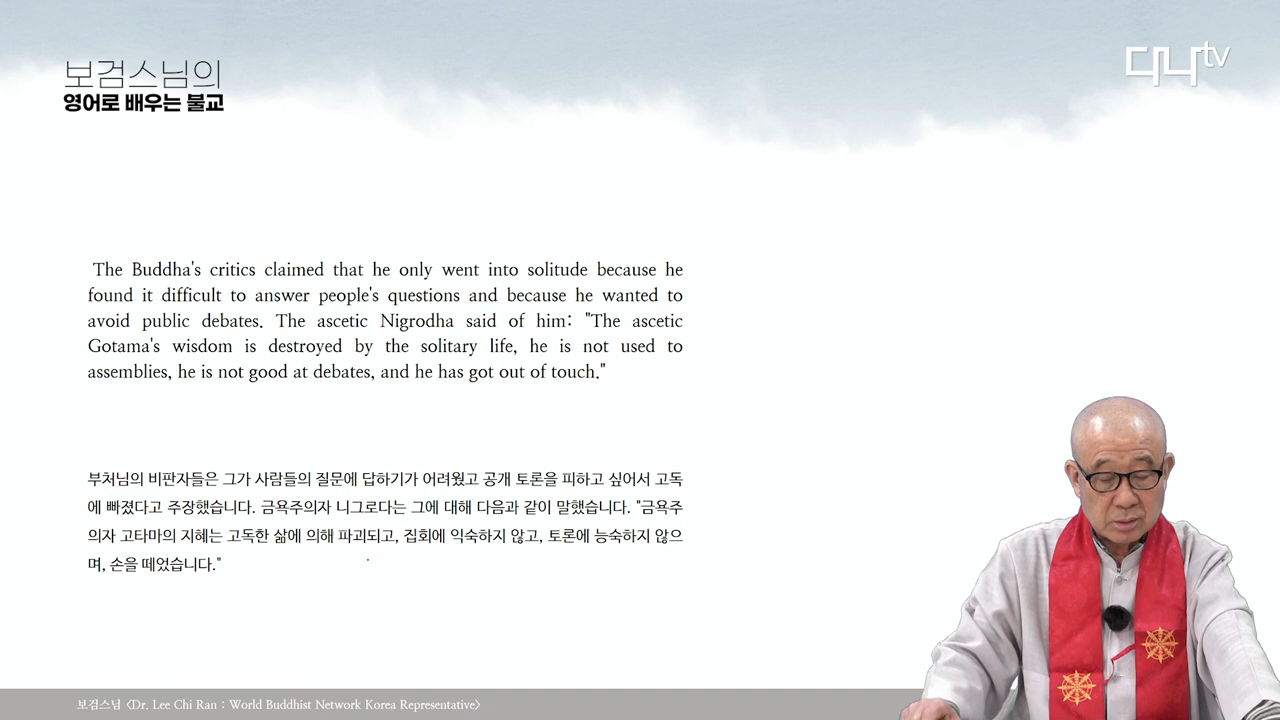 보검스님의
영어로 배우는 불교
다나tv
The Buddha's critics claimed that he only went into solitude because he
found it difficult to answer people's questions and because he wanted to
avoid public debates. The ascetic Nigrodha said of him: "The ascetic
Gotama's wisdom is destroyed by the solitary life, he is not used to
assemblies, he is not good at debates, and he has got out of touch."
부처님의 비판자들은 그가 사람들의 질문에 답하기가 어려웠고 공개 토론을 피하고 싶어서 고독
에 빠졌다고 주장했습니다. 금욕주의자 니그로다는 그에 대해 다음과 같이 말했습니다. "금욕주
의자 고타마의 지혜는 고독한 삶에 의해 파괴되고, 집회에 익숙하지 않고, 토론에 능숙하지 않으
며, 손을 떼었습니다."
보검스님 <Dr. Lee Chi Ran : World Buddhist Network Korea Representative>